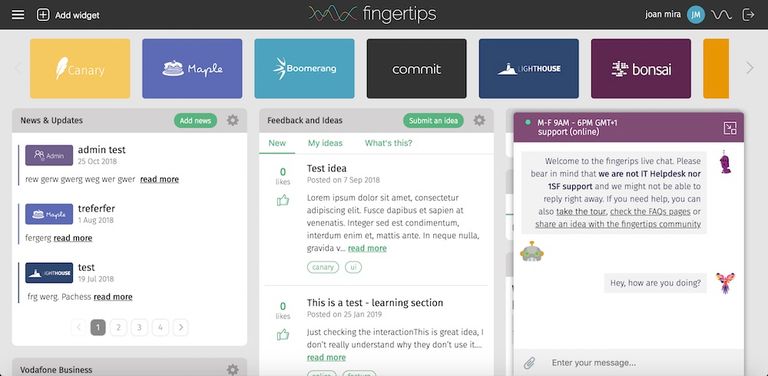 Add widget
fingertips
joan mira
JM
Canary
Maple
Boomerang
commit
LIGHTHOUSE
bonsai
News & Updates
Add news
Admin
admin test
25 Oct 2018
rew gerw gwerg weg wer gwer read more
Maple
treferfer
1 Aug 2018
fergerg read more
LIGHTHOUSE
test
19 Jul 2018
frg werg. Pachess read more
1 2 3 4
Vodafone Business
Feedback and Ideas
Submit an idea
New My ideas What's this?
0
likes
Test idea
Posted on 7 Sep 2018
Lorem ipsum dolor sit amet, consectetur
adipiscing elit. Fusce dapibus et sapien at
venenatis. Integer sed est condimentum,
interdum enim et, mattis ante. In neque nulla,
gravida v... read more
canary ui
0
likes
This is a test - learning section
Posted on 25 Jan 2019
Just checking the interactionThis is great idea, I
don't really understand why they don't use it....
read more
online feature
M-F 9AM - 6PM GMT+1
support (online)
Welcome to the fingerips live chat. Please
bear in mind that we are not IT Helpdesk nor
1SF support and we might not be able to
reply right away. If you need help, you can
also take the tour, check the FAQs pages or
share an idea with the fingertips community
Hey, how are you doing?
Enter your message...